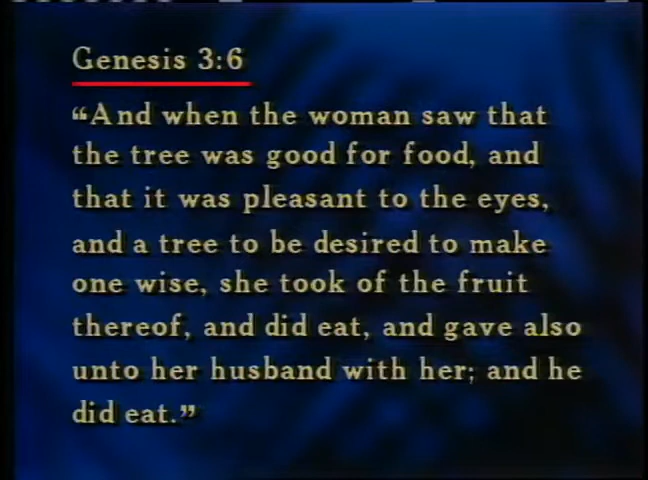 Genesis 3:6
“And when the woman saw that
the tree was good for food, and
that it was pleasant to the eyes,
and a tree to be desired to make
one wise, she took of the fruit
thereof, and did eat, and gave also
unto her husband with her; and he
did eat.”